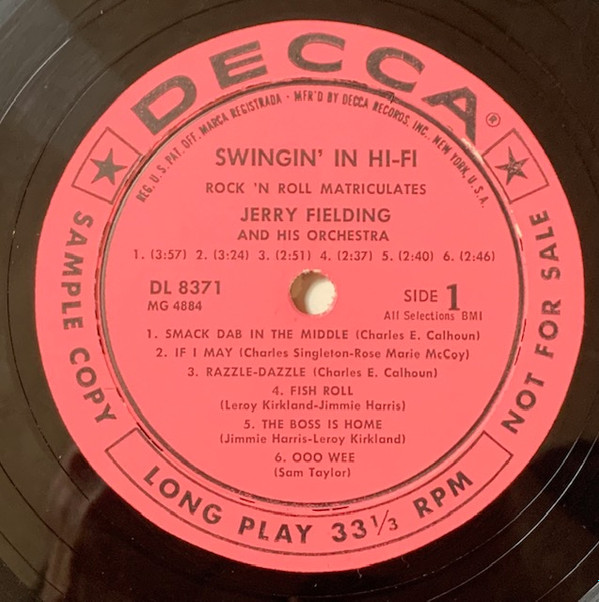 DECCA®
REG. U.S. PAT. OFF. MARCA REGISTRADA - MFR'D BY DECCA RECORDS, INC., NEW YORK, U.S.A.
SWINGIN' IN HI-FI
ROCK 'N ROLL MATRICULATES
JERRY FIELDING
AND HIS ORCHESTRA
1. (3:57) 2. (3:24) 3. (2:51) 4. (2:37) 5. (2:40) 6. (2:46)
DL 8371
MG 4884
SIDE 1
All Selections BMI
1. SMACK DAB IN THE MIDDLE (Charles E. Calhoun)
2. IF I MAY (Charles Singleton-Rose Marie McCoy)
3. RAZZLE-DAZZLE (Charles E. Calhoun)
4. FISH ROLL
(Leroy Kirkland-Jimmie Harris)
5. THE BOSS IS HOME
(Jimmie Harris-Leroy Kirkland)
6. OOO WEE
(Sam Taylor)
SAMPLE COPY
NOT FOR SALE
LONG PLAY 33 1/3 RPM